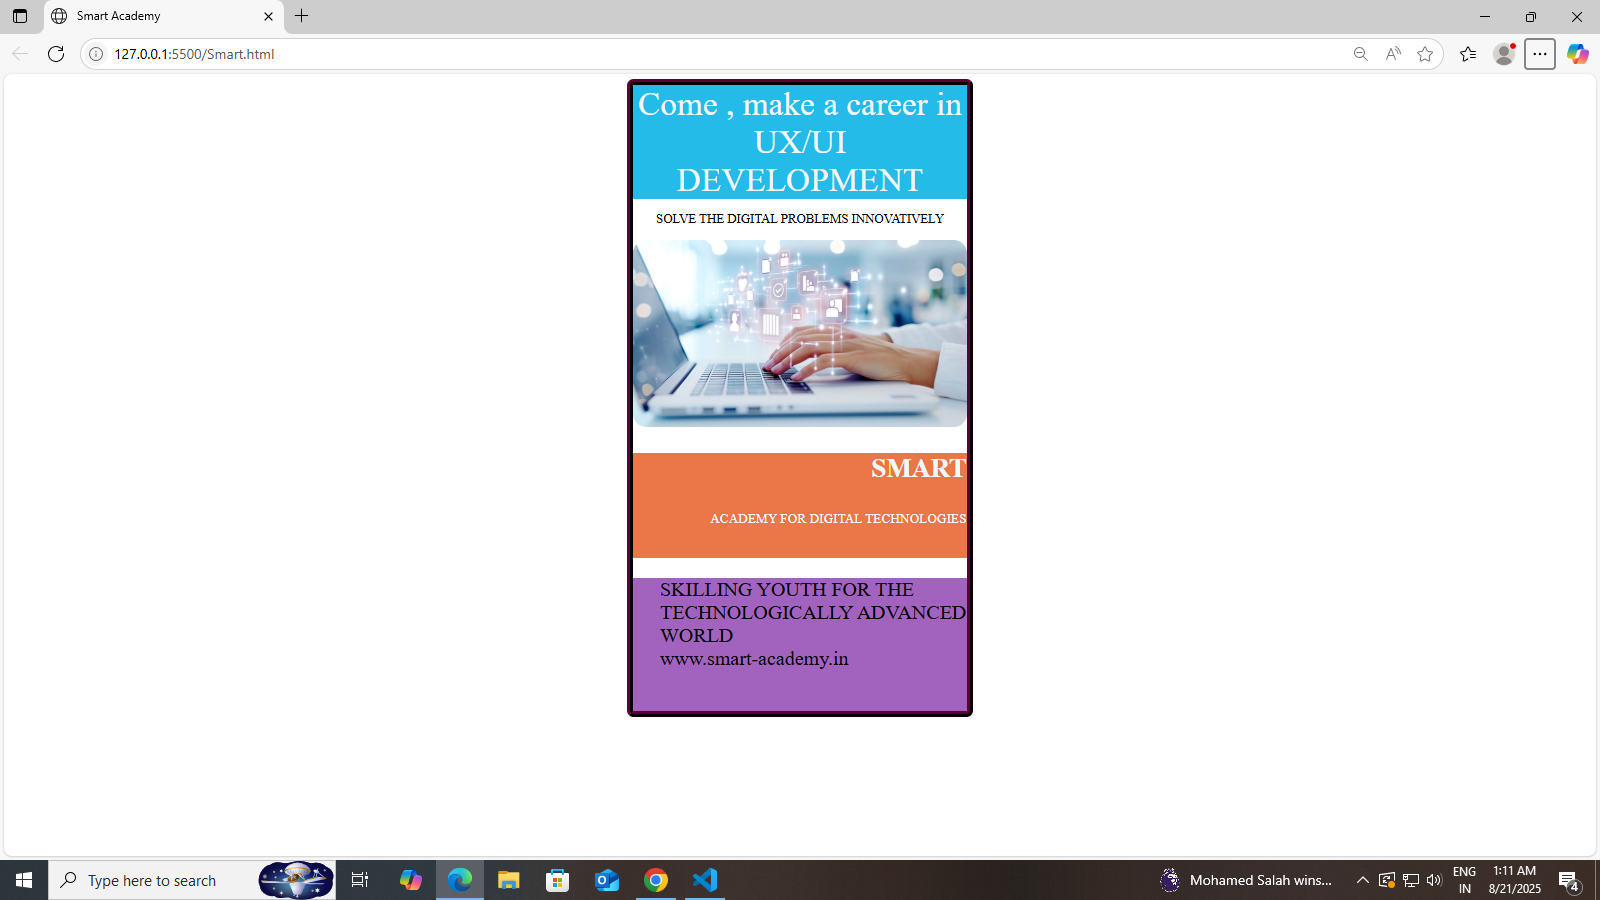 Smart Academy
127.0.0.1:5500/Smart.html
Come , make a career in
UX/UI
DEVELOPMENT
SOLVE THE DIGITAL PROBLEMS INNOVATIVELY
SMART
ACADEMY FOR DIGITAL TECHNOLOGIES
SKILLING YOUTH FOR THE
TECHNOLOGICALLY ADVANCED
WORLD
www.smart-academy.in
Type here to search
Mohamed Salah wins...
ENG
IN
1:11 AM
8/21/2025
4